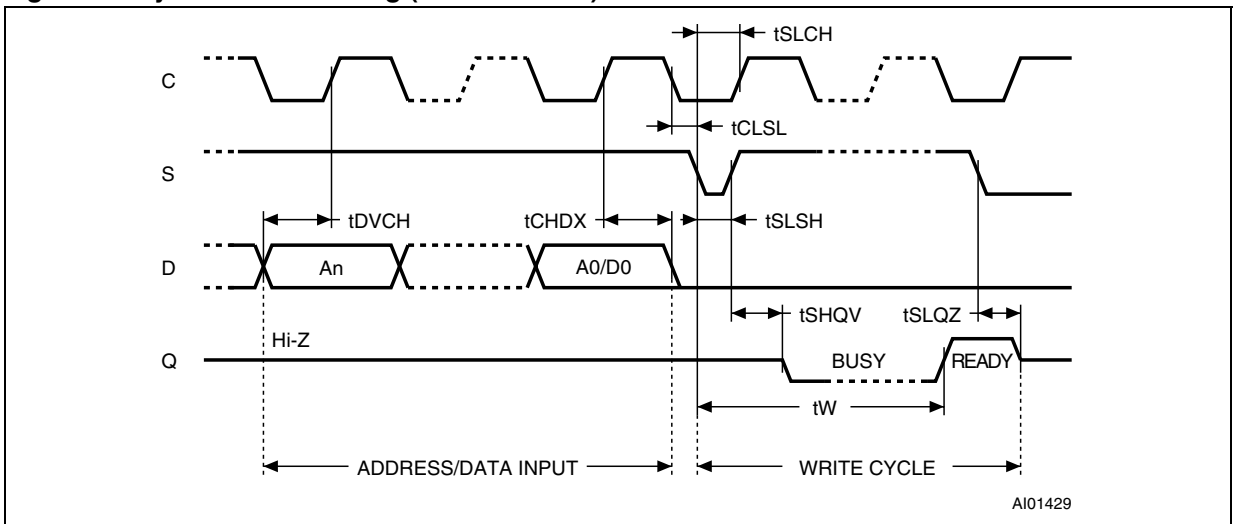 tSLCH
C
tCLSL
S
tDVCH
tCHDX
tSLSH
D
An
A0/D0
tSHQV
tSLQZ
Hi-Z
Q
BUSY
READY
tW
ADDRESS/DATA INPUT
WRITE CYCLE
AI01429